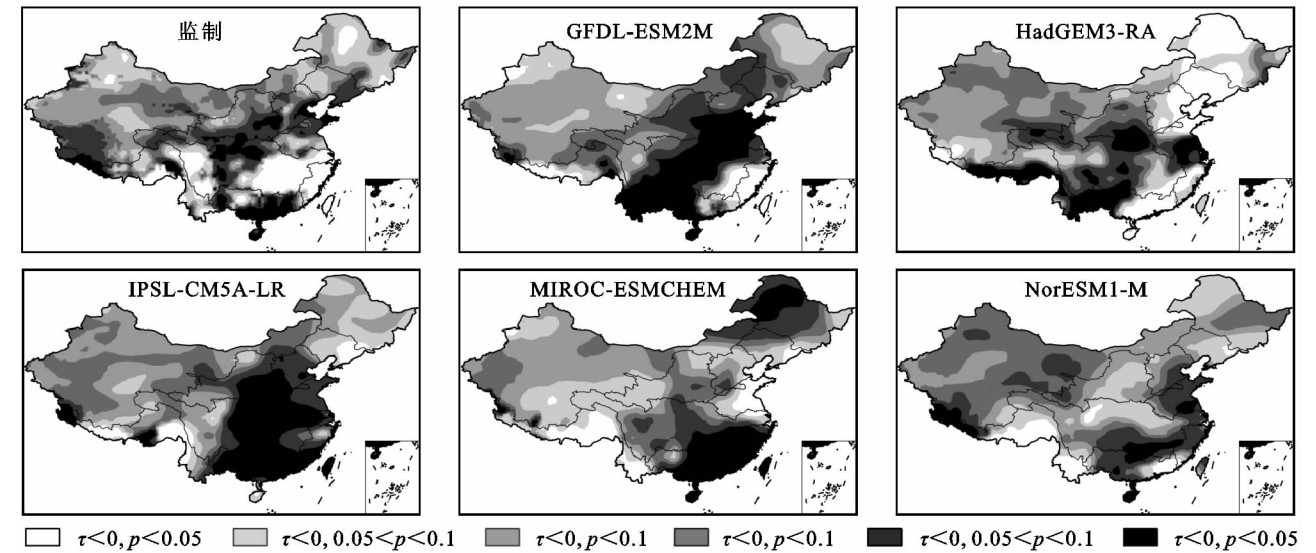 监制
GFDL-ESM2M
HadGEM3-RA
IPSL-CM5A-LR
MIROC-ESMCHEM
NorESM1-M
τ<0, p<0.05
τ<0, 0.05<p<0.1
τ<0, p<0.1
τ<0, p<0.1
τ<0, 0.05<p<0.1
τ<0, p<0.05